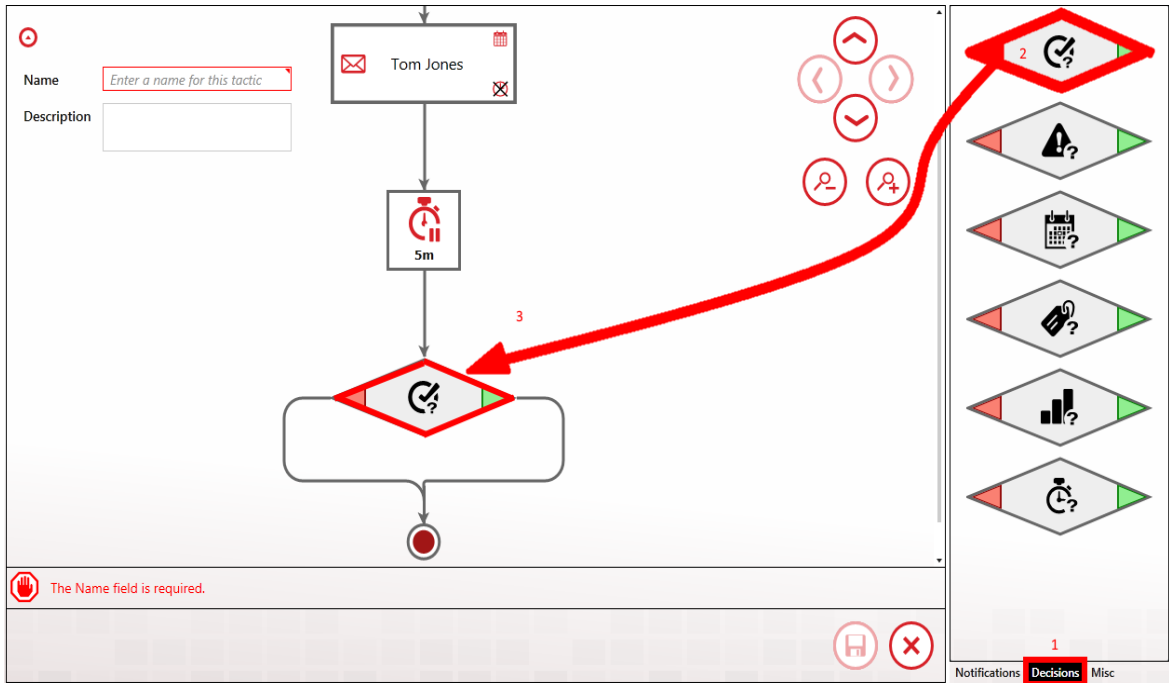 Tom Jones
Name
Enter a name for this tactic
Description
5m
?
2
?
?
?
?
?
3
?
The Name field is required.
1
Notifications Decisions Misc